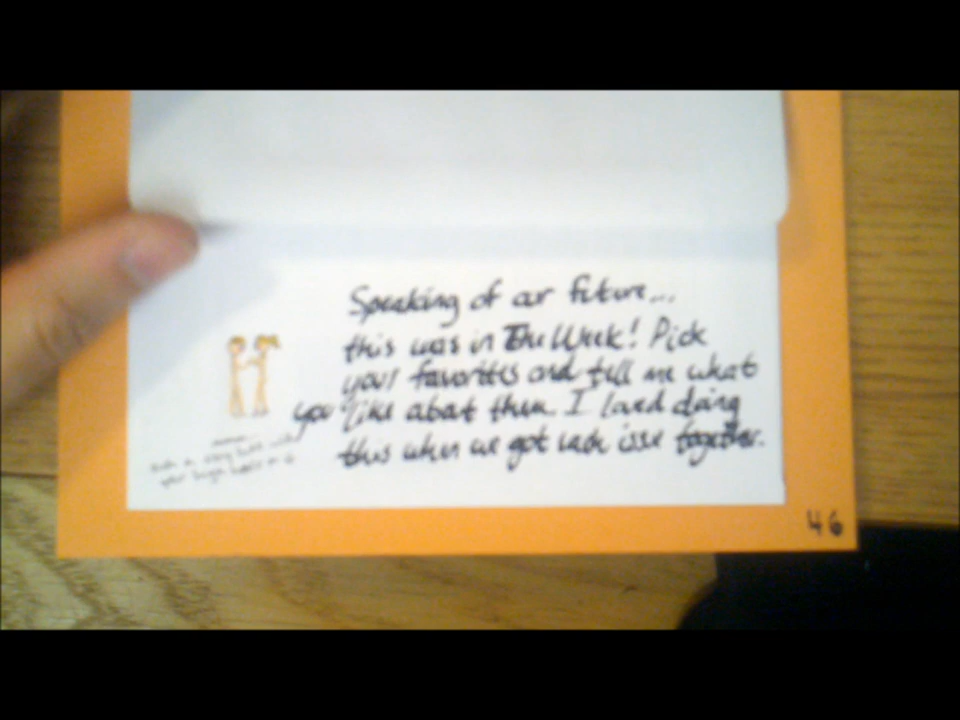 Speaking of our future...
this was in The Week! Pick
your favorites and tell me what
you like about them. I loved doing
this when we got each issue together.
46